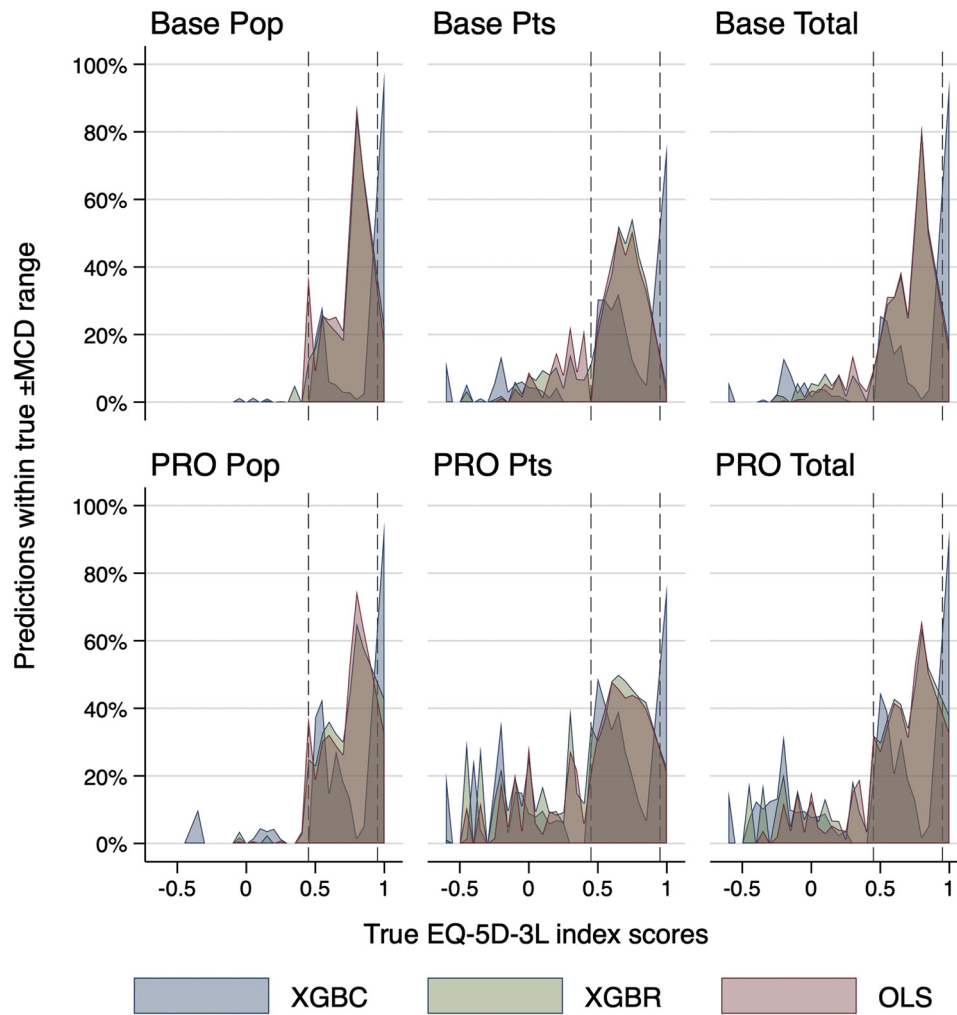 Base Pop
Base Pts
Base Total
100%
80%
60%
40%
20%
0%
PRO Pop
PRO Pts
PRO Total
100%
80%
60%
40%
20%
0%
Predictions within true ±MCD range
-0.5 0 0.5 1
-0.5 0 0.5 1
-0.5 0 0.5 1
True EQ-5D-3L index scores
XGBC
XGBR
OLS